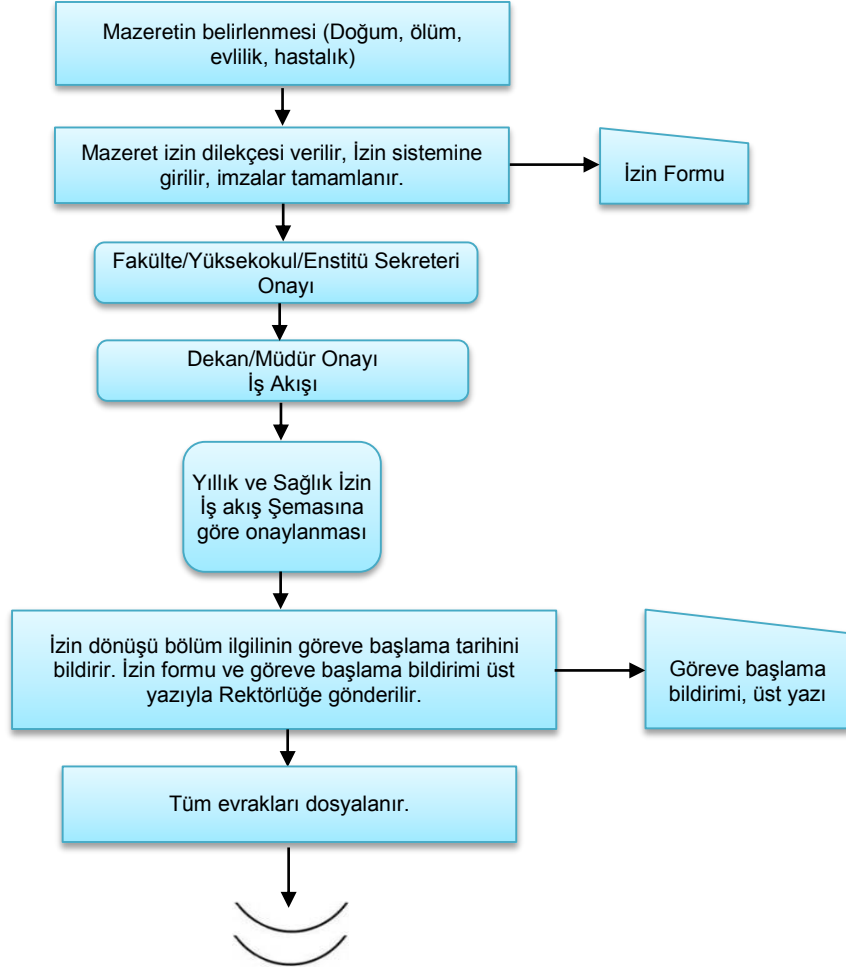 Mazeretin belirlenmesi (Doğum, ölüm,
evlilik, hastalık)
Mazeret izin dilekçesi verilir, İzin sistemine
girilir, imzalar tamamlanır.
İzin Formu
Fakülte/Yüksekokul/Enstitü Sekreteri
Onayı
Dekan/Müdür Onayı
İş Akışı
Yıllık ve Sağlık İzin
İş akış Şemasına
göre onaylanması
İzin dönüşü bölüm ilgilinin göreve başlama tarihini
bildirir. İzin formu ve göreve başlama bildirimi üst
yazıyla Rektörlüğe gönderilir.
Göreve başlama
bildirimi, üst yazı
Tüm evrakları dosyalanır.